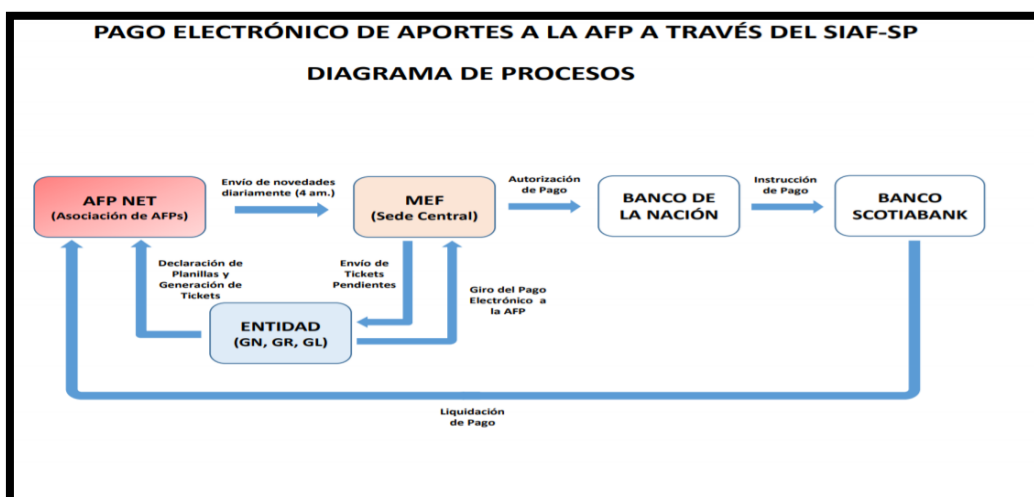 PAGO ELECTRÓNICO DE APORTES A LA AFP A TRAVÉS DEL SIAF-SP
DIAGRAMA DE PROCESOS
AFP NET
(Asociación de AFPs)
Envío de novedades
diariamente (4 am.)
MEF
(Sede Central)
Autorización
de Pago
BANCO DE
LA NACIÓN
Instrucción
de Pago
BANCO
SCOTIABANK
Declaración de
Planillas y
Generación de
Tickets
Envío de
Tickets
Pendientes
Giro del Pago
Electrónico a
la AFP
ENTIDAD
(GN, GR, GL)
Liquidación
de Pago